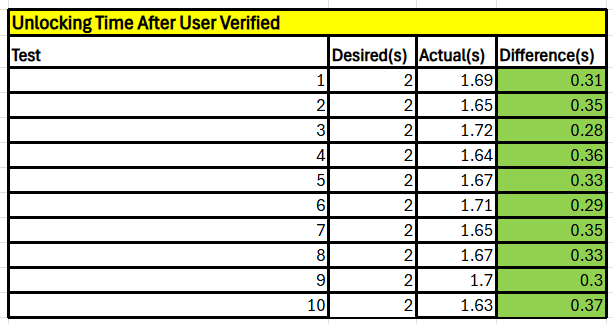 Unlocking Time After User Verified
Test Desired(s) Actual(s) Difference(s)
1 2 1.69 0.31
2 2 1.65 0.35
3 2 1.72 0.28
4 2 1.64 0.36
5 2 1.67 0.33
6 2 1.71 0.29
7 2 1.65 0.35
8 2 1.67 0.33
9 2 1.7 0.3
10 2 1.63 0.37